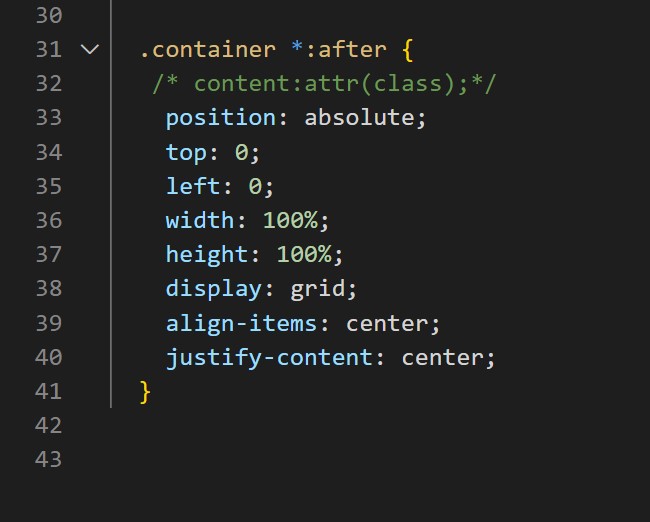 30
31 .container *:after {
32 /* content:attr(class);*/
33 position: absolute;
34 top: 0;
35 left: 0;
36 width: 100%;
37 height: 100%;
38 display: grid;
39 align-items: center;
40 justify-content: center;
41 }
42
43